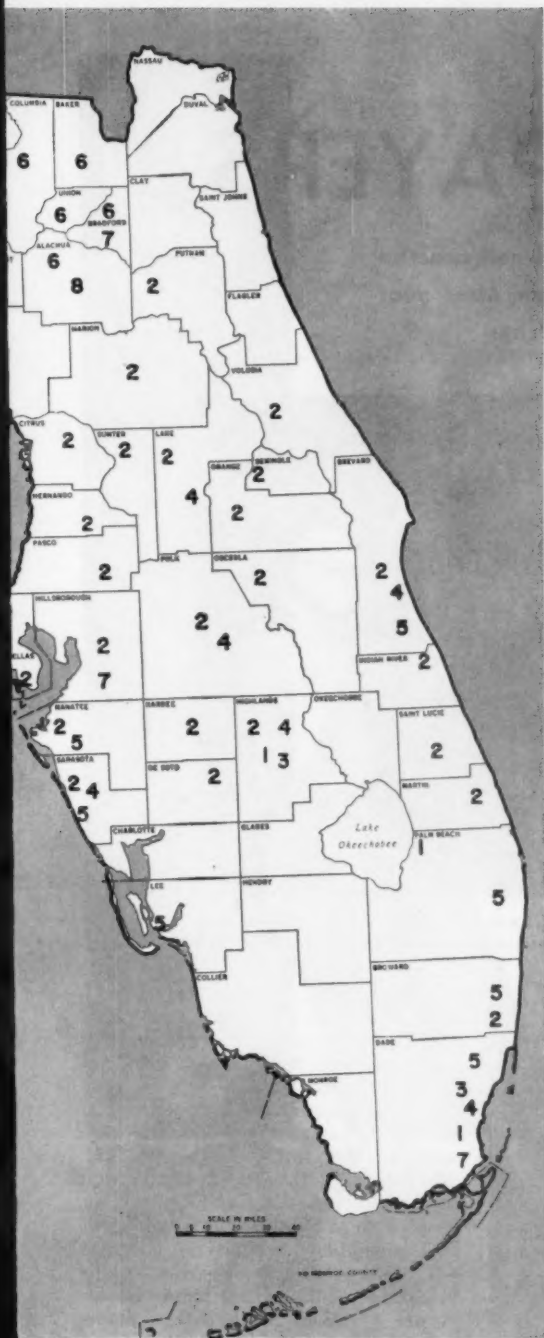 NASSAU
COLUMBIA BAKER
DUVAL
6 6
CLAY
UNION
SAINT JOHNS
6 6
BRADFORD
7
ALACHUA
PUTNAM
6
8 2
FLAGLER
MARION
2
VOLUSIA
2
CITRUS
SUMTER LAKE
2 2 2
ORANGE SEMINOLE BREVARD
2
4
HERNANDO
2
2
PASCO
2
POLK OSCEOLA
2
2
HILLSBOROUGH
4
2 2 4
5
ELLAS
2
7
INDIAN RIVER 2
MANATEE HARDEE HIGHLANDS OKEECHOBEE
SAINT LUCIE
2 2 2 4
5
1 3
2
SARASOTA DE SOTO
2 4 2
5
MARTIN
2
CHARLOTTE GLADES
Lake
Okeechobee
PALM BEACH
1
LEE HENDRY
5
5
COLLIER
BROWARD
5
2
DADE
5
MONROE
3
4
1
7
SCALE IN MILES
MONROE COUNTY